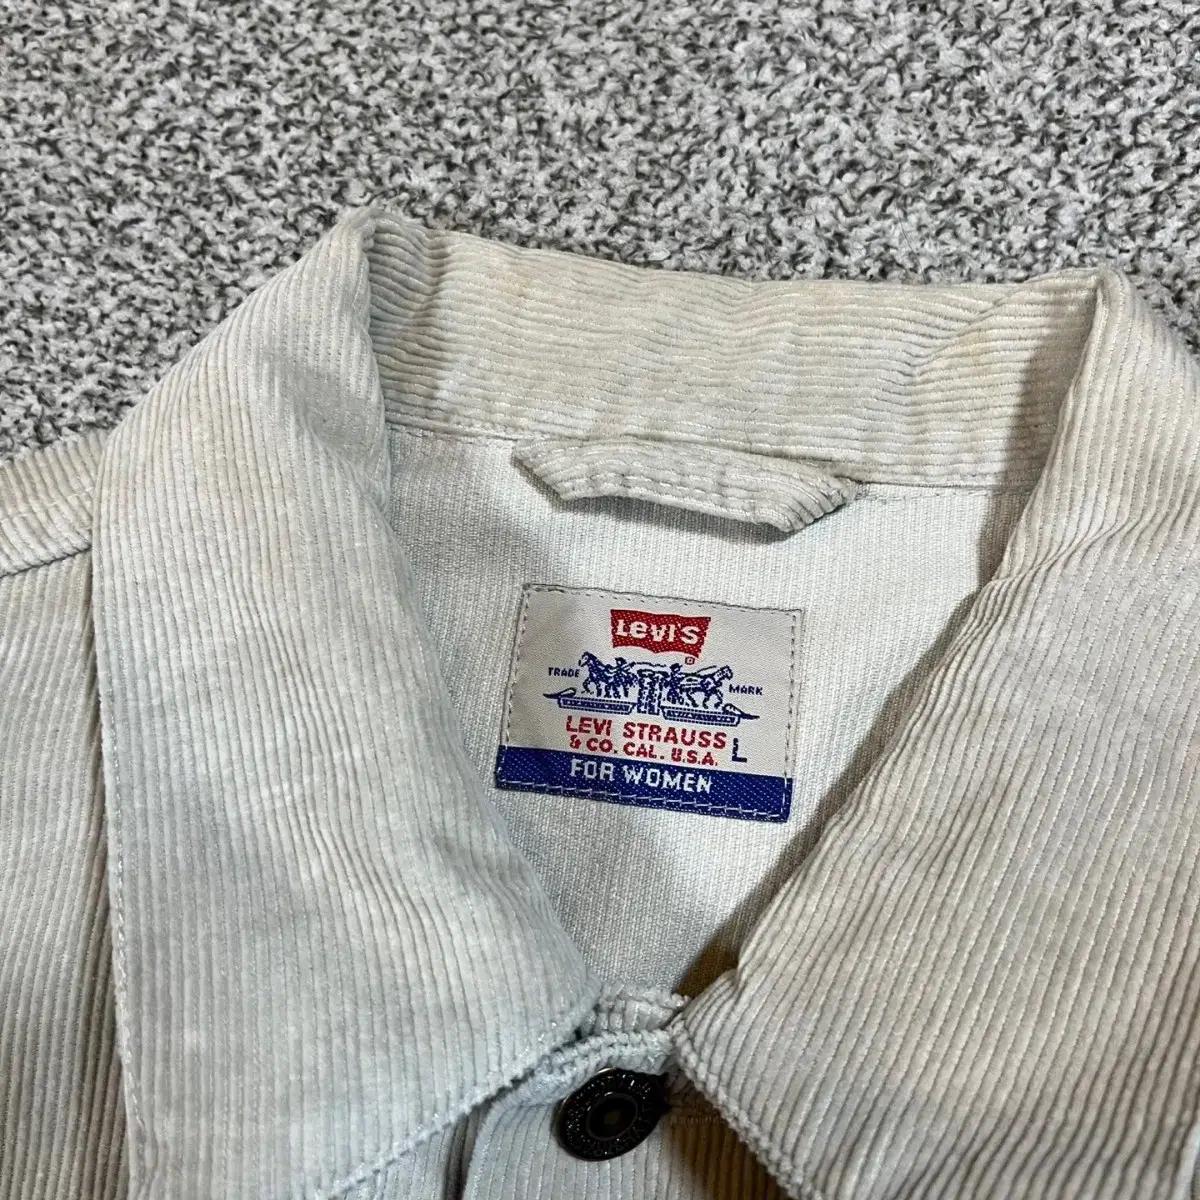 LEVI'S
TRADE MARK
LEVI STRAUSS
& CO. CAL. U.S.A. L
FOR WOMEN